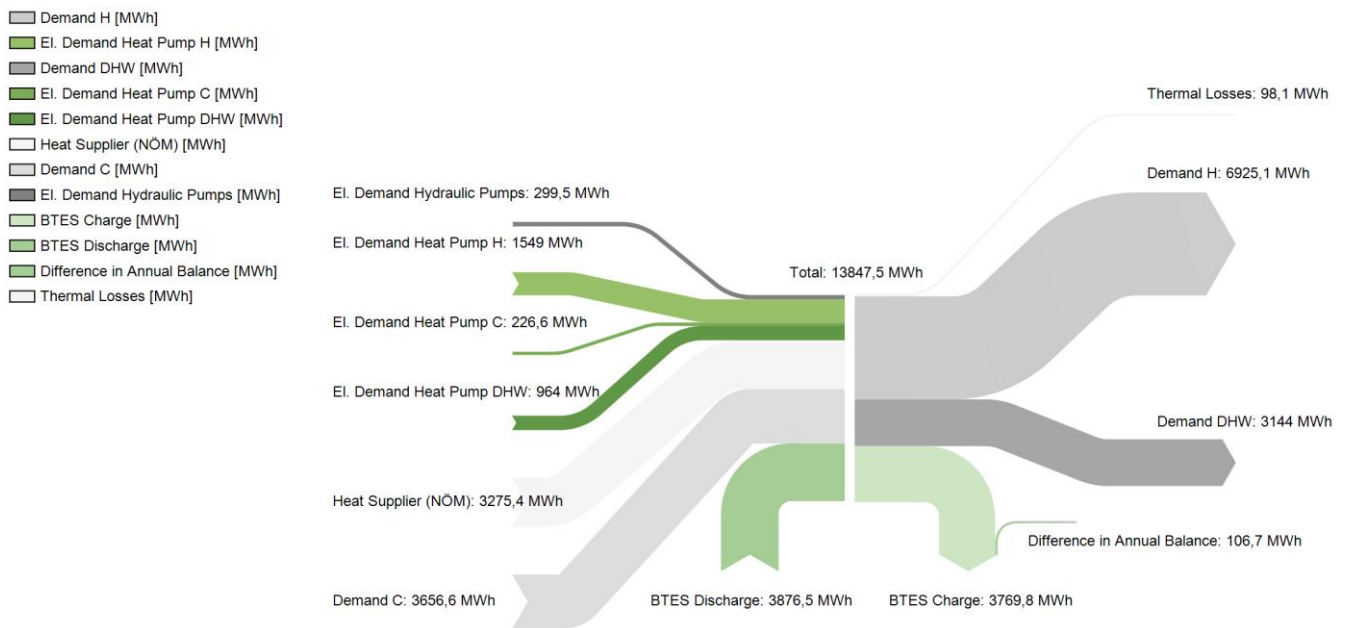 Demand H [MWh]
El. Demand Heat Pump H [MWh]
Demand DHW [MWh]
El. Demand Heat Pump C [MWh]
El. Demand Heat Pump DHW [MWh]
Heat Supplier (NÖM) [MWh]
Demand C [MWh]
El. Demand Hydraulic Pumps [MWh]
BTES Charge [MWh]
BTES Discharge [MWh]
Difference in Annual Balance [MWh]
Thermal Losses [MWh]
Thermal Losses: 98,1 MWh
Demand H: 6925,1 MWh
El. Demand Hydraulic Pumps: 299,5 MWh
El. Demand Heat Pump H: 1549 MWh
Total: 13847,5 MWh
El. Demand Heat Pump C: 226,6 MWh
El. Demand Heat Pump DHW: 964 MWh
Demand DHW: 3144 MWh
Heat Supplier (NÖM): 3275,4 MWh
Difference in Annual Balance: 106,7 MWh
Demand C: 3656,6 MWh
BTES Discharge: 3876,5 MWh
BTES Charge: 3769,8 MWh